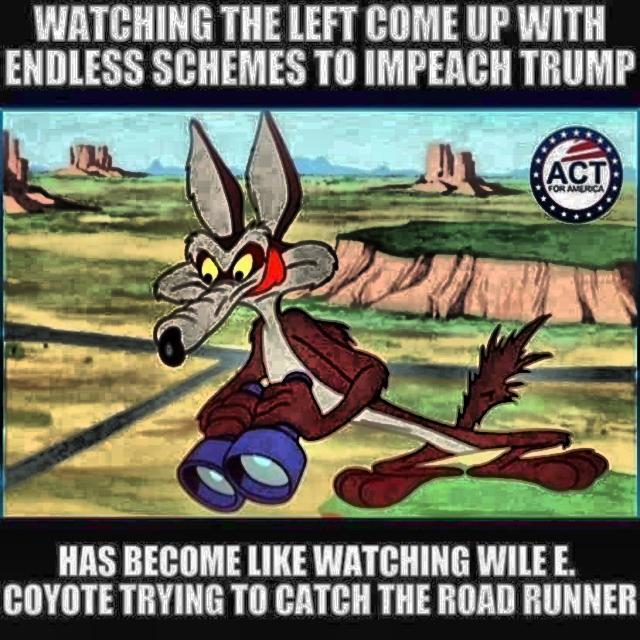 WATCHING THE LEFT COME UP WITH
ENDLESS SCHEMES TO IMPEACH TRUMP
ACT
FOR AMERICA
HAS BECOME LIKE WATCHING WILE E.
COYOTE TRYING TO CATCH THE ROAD RUNNER